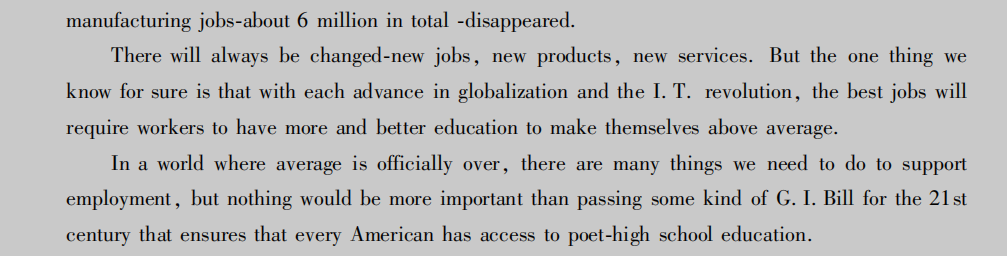 manufacturing jobs-about 6 million in total -disappeared.
There will always be changed-new jobs, new products, new services. But the one thing we
know for sure is that with each advance in globalization and the I. T. revolution, the best jobs will
require workers to have more and better education to make themselves above average.
In a world where average is officially over, there are many things we need to do to support
employment, but nothing would be more important than passing some kind of G. I. Bill for the 21st
century that ensures that every American has access to poet-high school education.